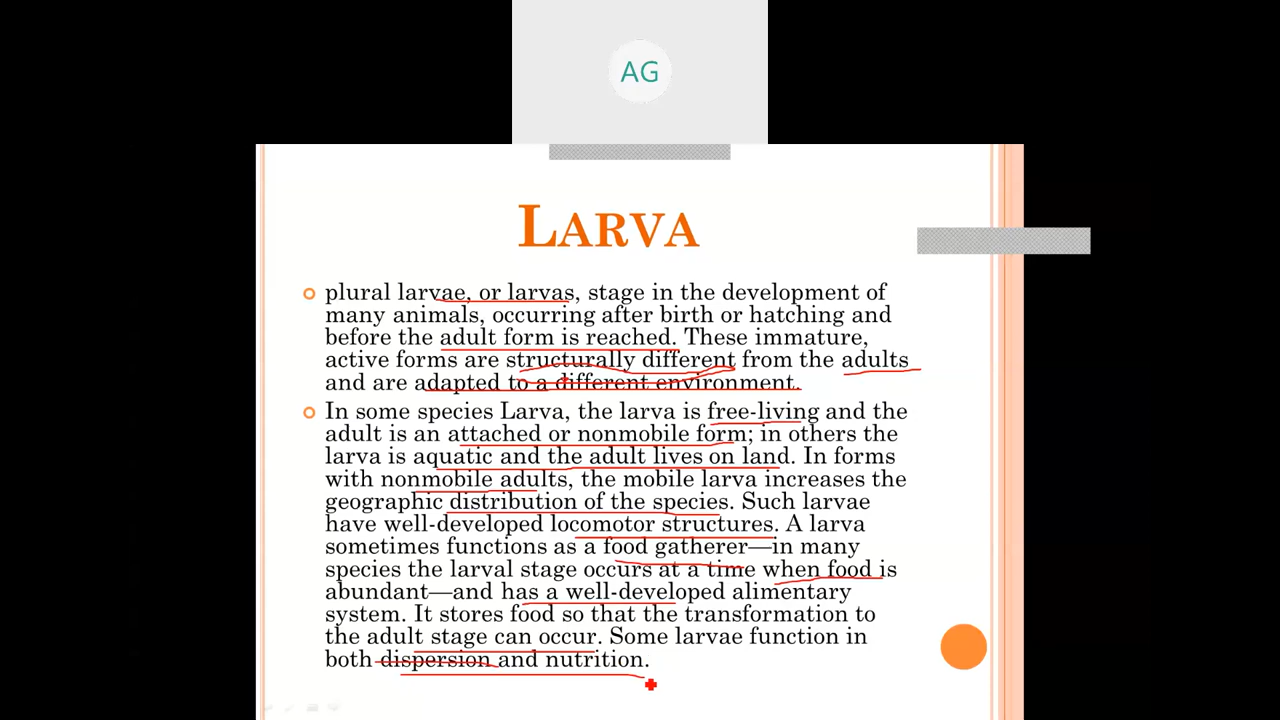 AG
LARVA
plural larvae, or larvas, stage in the development of
many animals, occurring after birth or hatching and
before the adult form is reached. These immature,
active forms are structurally different from the adults
and are adapted to a different environment.
In some species Larva, the larva is free-living and the
adult is an attached or nonmobile form; in others the
larva is aquatic and the adult lives on land. In forms
with nonmobile adults, the mobile larva increases the
geographic distribution of the species. Such larvae
have well-developed locomotor structures. A larva
sometimes functions as a food gatherer—in many
species the larval stage occurs at a time when food is
abundant—and has a well-developed alimentary
system. It stores food so that the transformation to
the adult stage can occur. Some larvae function in
both dispersion and nutrition.